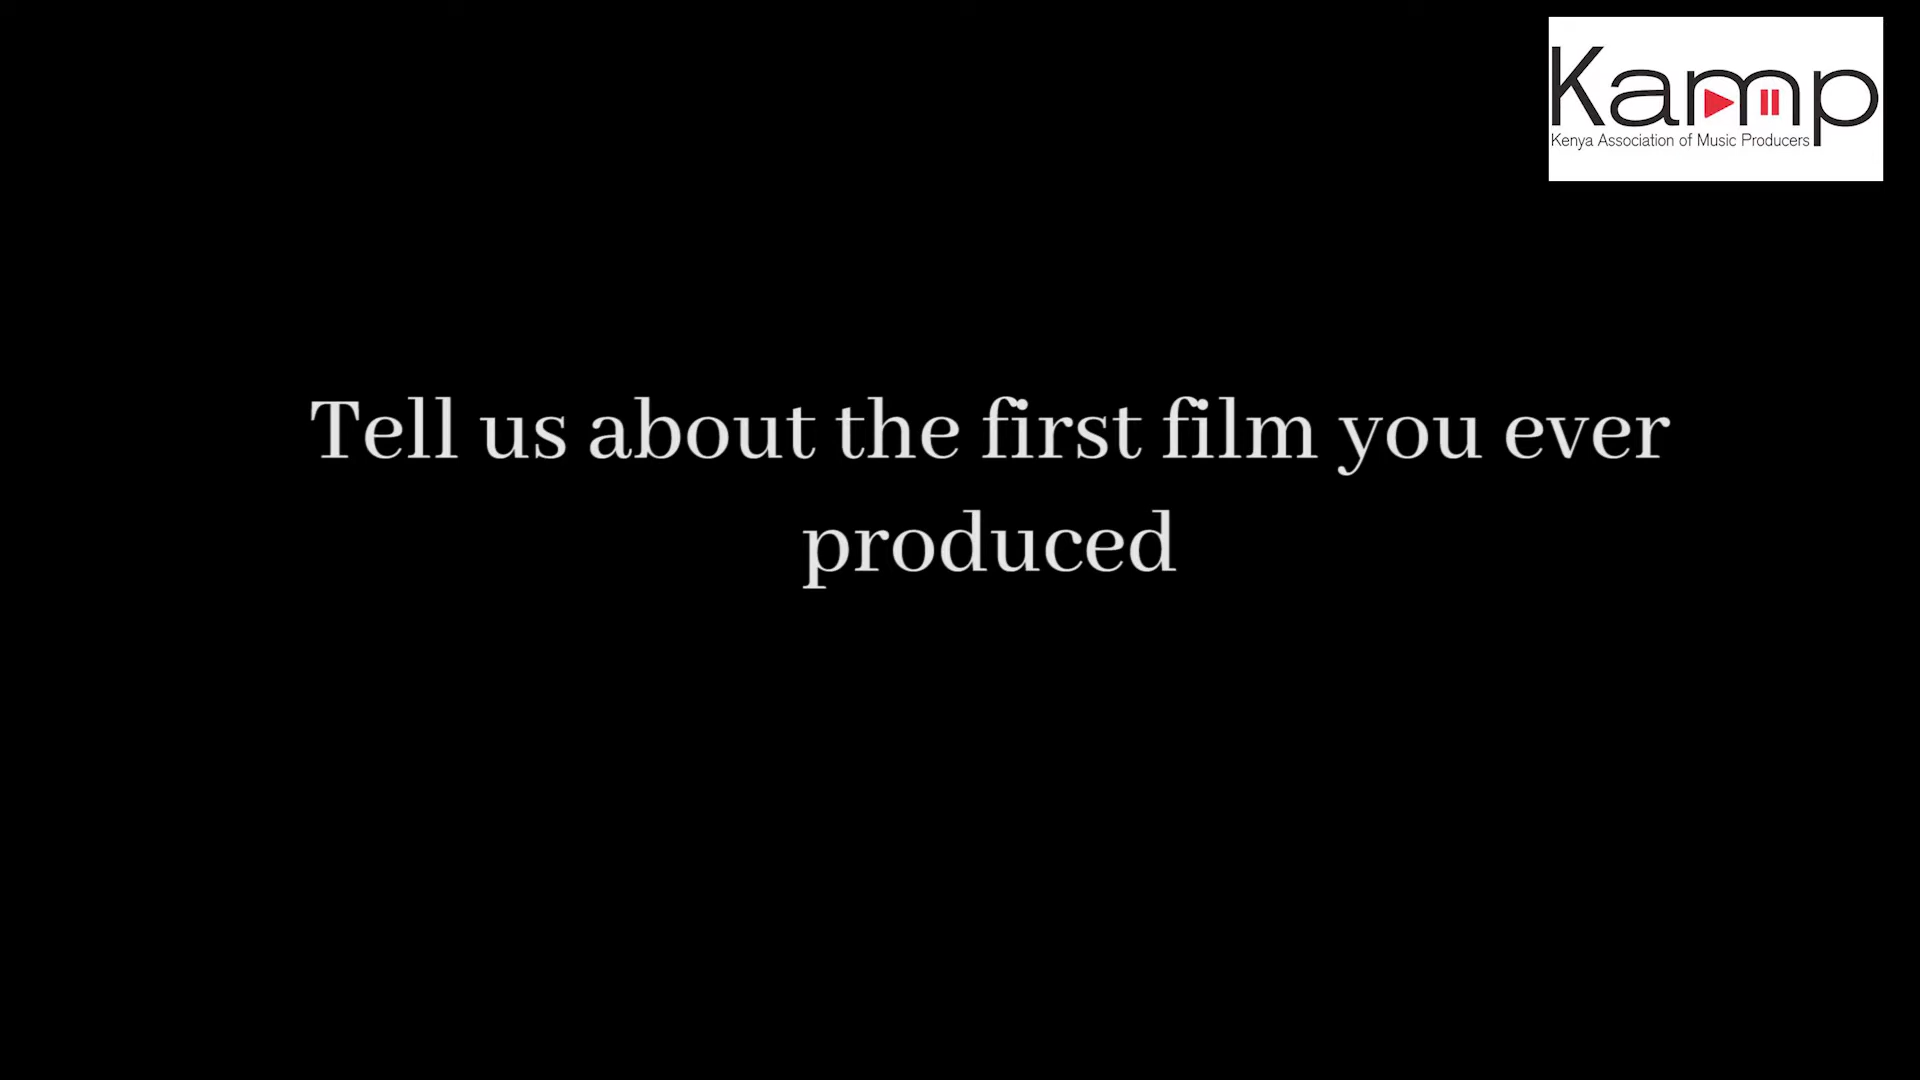 Kamp
Kenya Association of Music Producers
Tell us about the first film you ever
produced